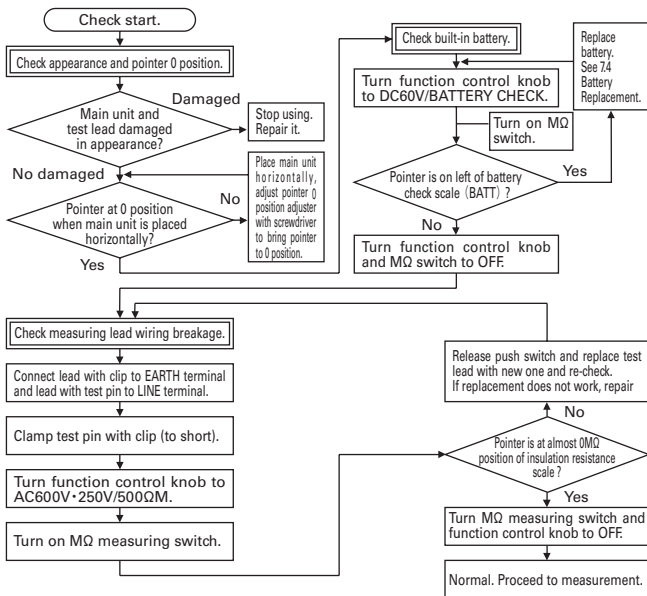 Check start.
Check appearance and pointer 0 position.
Damaged
Main unit and
test lead damaged
in appearance?
Stop using.
Repair it.
No damaged
Place main unit
horizontally,
adjust pointer 0
position adjuster
with screwdriver
to bring pointer
to 0 position.
No
Pointer at 0 position
when main unit is placed
horizontally?
Yes
Check built-in battery.
Replace
battery.
See 7.4
Battery
Replacement.
Turn function control knob
to DC60V/BATTERY CHECK.
Turn on MΩ
switch.
Pointer is on left of battery
check scale (BATT) ?
Yes
No
Turn function control knob
and MΩ switch to OFF.
Check measuring lead wiring breakage.
Connect lead with clip to EARTH terminal
and lead with test pin to LINE terminal.
Clamp test pin with clip (to short).
Turn function control knob to
AC600V・250V/500ΩM.
Turn on MΩ measuring switch.
Release push switch and replace test
lead with new one and re-check.
If replacement does not work, repair
No
Pointer is at almost 0MΩ
position of insulation resistance
scale ?
Yes
Turn MΩ measuring switch and
function control knob to OFF.
Normal. Proceed to measurement.